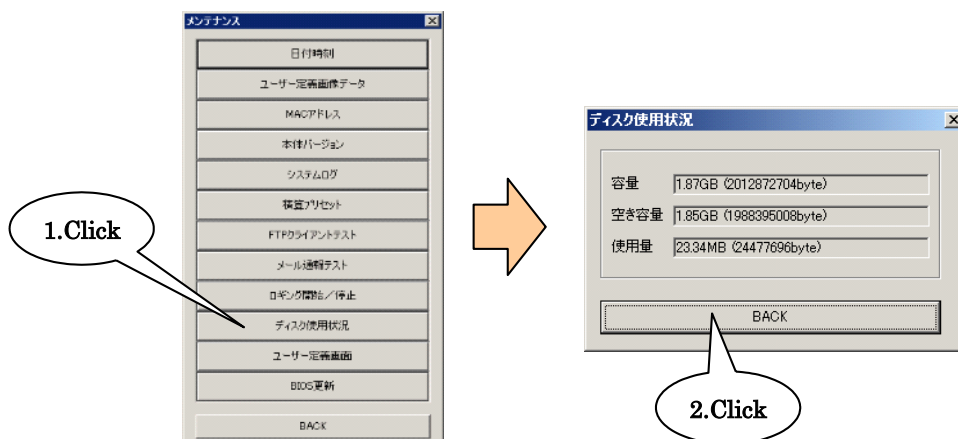 メンテナンス
日付時刻
ユーザー定義画像データ
MACアドレス
本体バージョン
システムログ
積算プリセット
FTPクライアントテスト
メール通報テスト
ロギング開始／停止
ディスク使用状況
ユーザー定義画面
BIOS更新
BACK
1.Click
ディスク使用状況
容量 1.87GB (2012872704byte)
空き容量 1.85GB (1988395008byte)
使用量 23.34MB (24477696byte)
BACK
2.Click